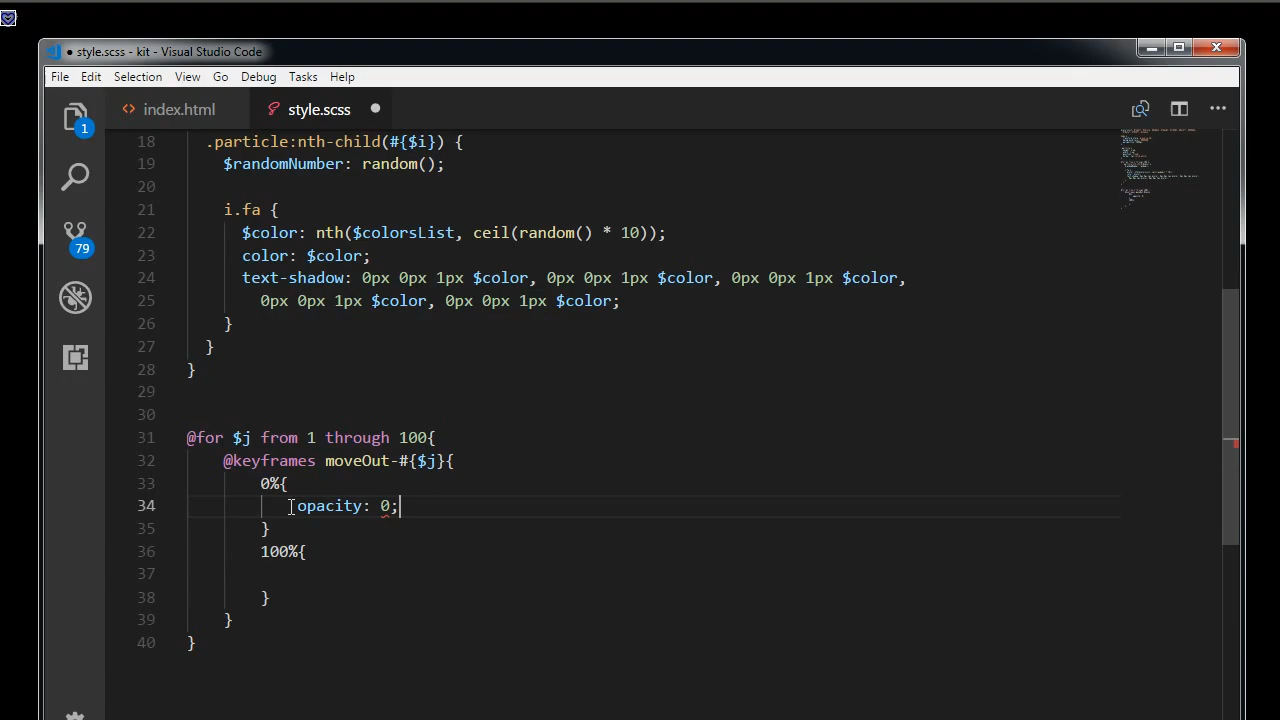 ● style.scss - kit - Visual Studio Code
File Edit Selection View Go Debug Tasks Help
<> index.html style.scss ●
1
79
18 .particle:nth-child(#{$i}) {
19 $randomNumber: random();
20
21 i.fa {
22 $color: nth($colorsList, ceil(random() * 10));
23 color: $color;
24 text-shadow: 0px 0px 1px $color, 0px 0px 1px $color, 0px 0px 1px $color,
25 0px 0px 1px $color, 0px 0px 1px $color;
26 }
27 }
28 }
29
30
31 @for $j from 1 through 100{
32 @keyframes moveOut-#{$j}{
33 0%{
34 opacity: 0;
35 }
36 100%{
37
38 }
39 }
40 }